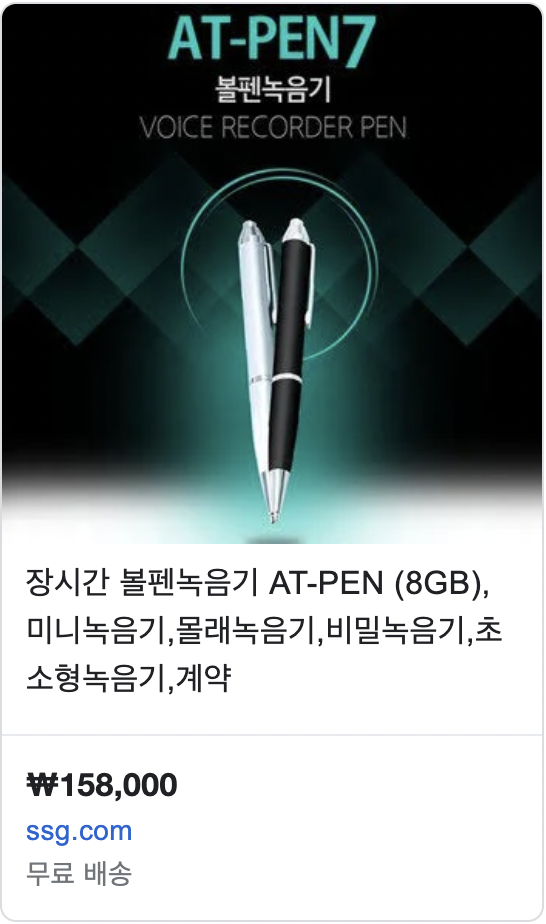 AT-PEN7
볼펜녹음기
VOICE RECORDER PEN
장시간 볼펜녹음기 AT-PEN (8GB),
미니녹음기,몰래녹음기,비밀녹음기,초
소형녹음기,계약
₩158,000
ssg.com
무료 배송